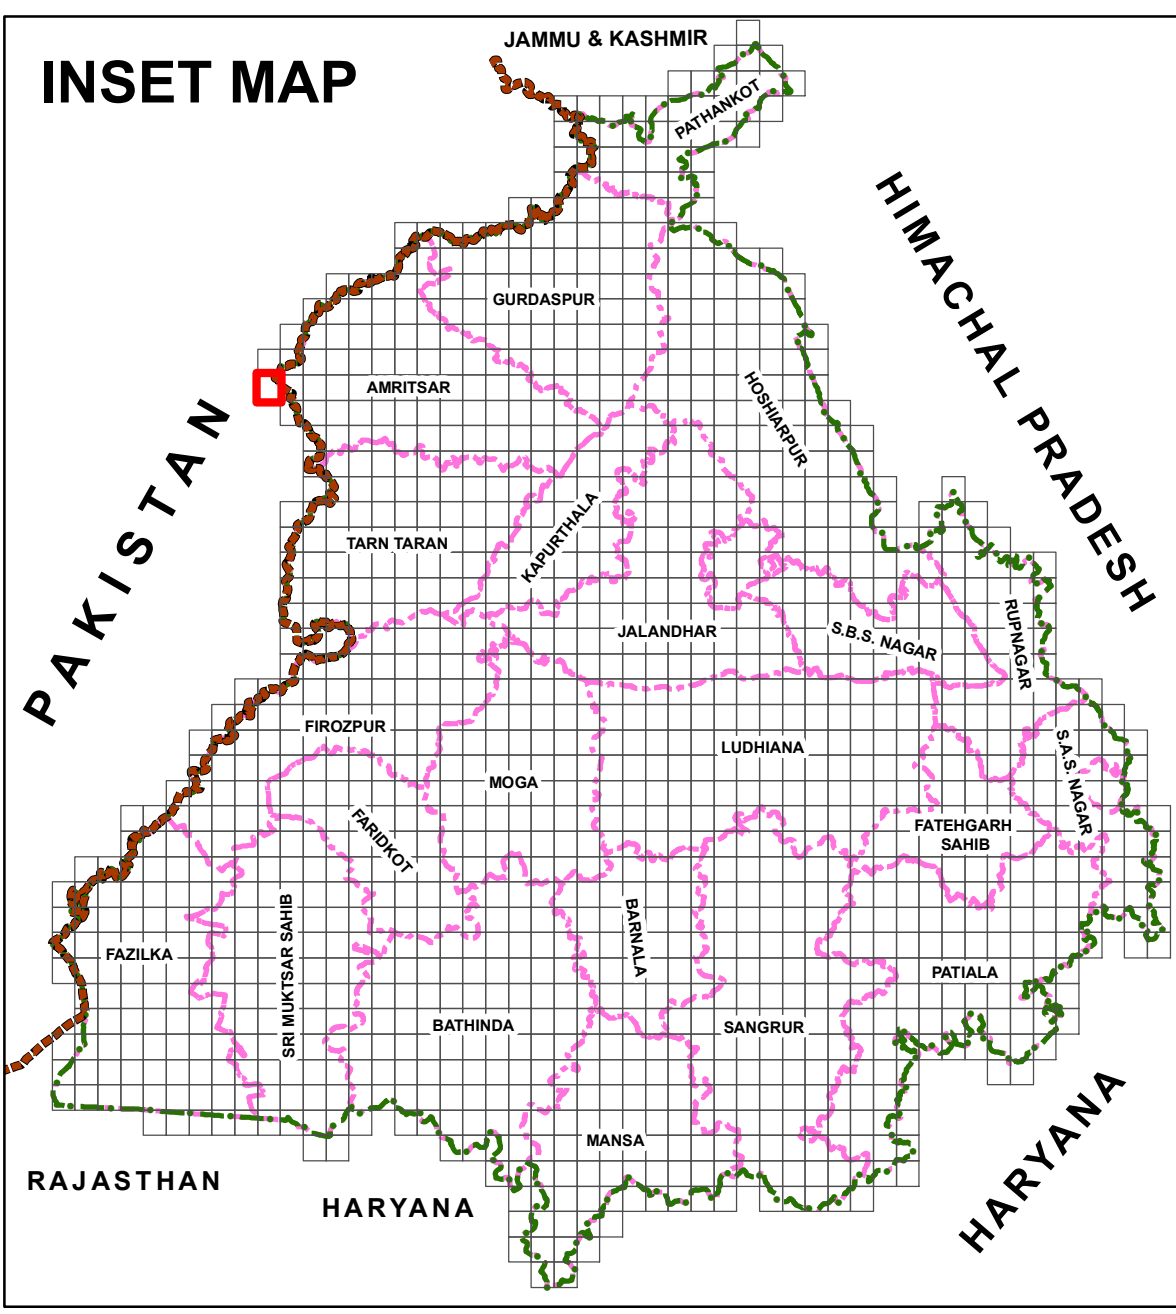 INSET MAP
JAMMU & KASHMIR
PATHANKOT
HIMACHAL PRADESH
GURDASPUR
AMRITSAR
HOSHIARPUR
PAKISTAN
KAPURTHALA
TARN TARAN
JALANDHAR
S.B.S. NAGAR
RUPNAGAR
FIROZPUR
LUDHIANA
S.A.S. NAGAR
MOGA
FARIDKOT
FATEHGARH
SAHIB
SRI MUKTSAR SAHIB
BARNALA
FAZILKA
PATIALA
BATHINDA
SANGRUR
MANSA
RAJASTHAN
HARYANA
HARYANA